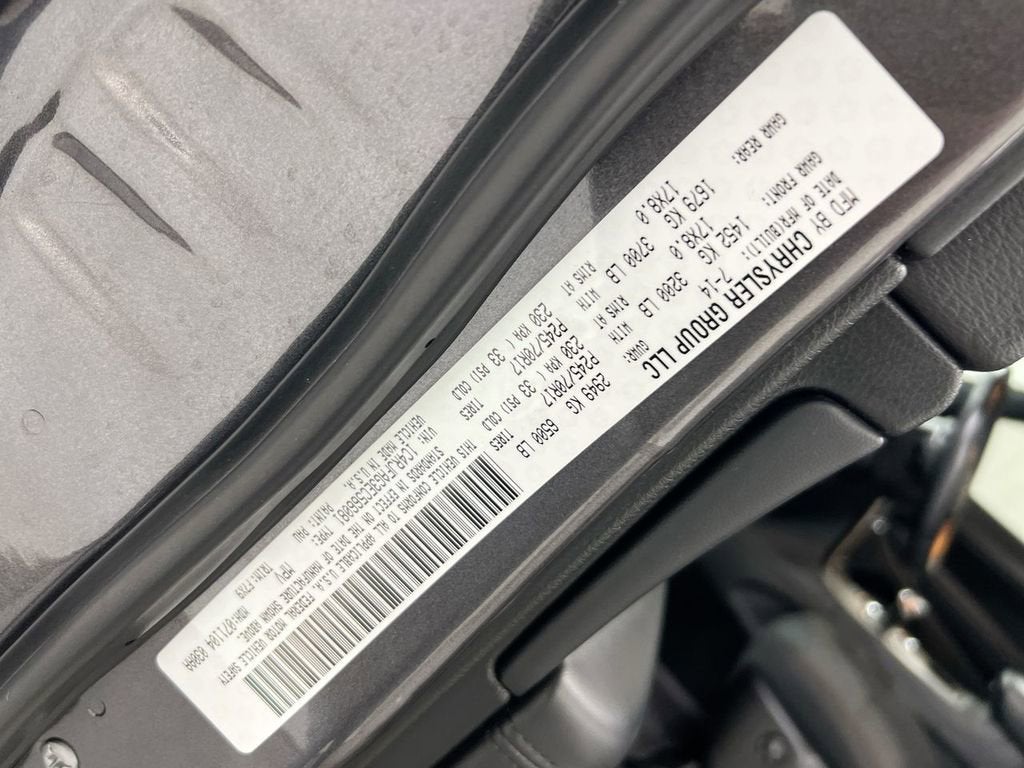 MFD BY CHRYSLER GROUP LLC
DATE OF MFR(BUILT): 7-14 GVWR: 2949 KG 6500 LB
GAWR FRONT: 1452 KG 3200 LB WITH P245/70R17 TIRES
17X8.0 RIMS AT 230 KPA ( 33 PSI) COLD
GAWR REAR: 1679 KG 3700 LB WITH P245/70R17 TIRES
17X8.0 RIMS AT 230 KPA ( 33 PSI) COLD
THIS VEHICLE CONFORMS TO ALL APPLICABLE U.S.A. FEDERAL MOTOR VEHICLE SAFETY
STANDARDS IN EFFECT ON THE DATE OF MANUFACTURE SHOWN ABOVE.
VIN: TYPE: MPV MDH:071104 030AA
VEHICLE MADE IN U.S.A. PAINT: PAU TRIM: